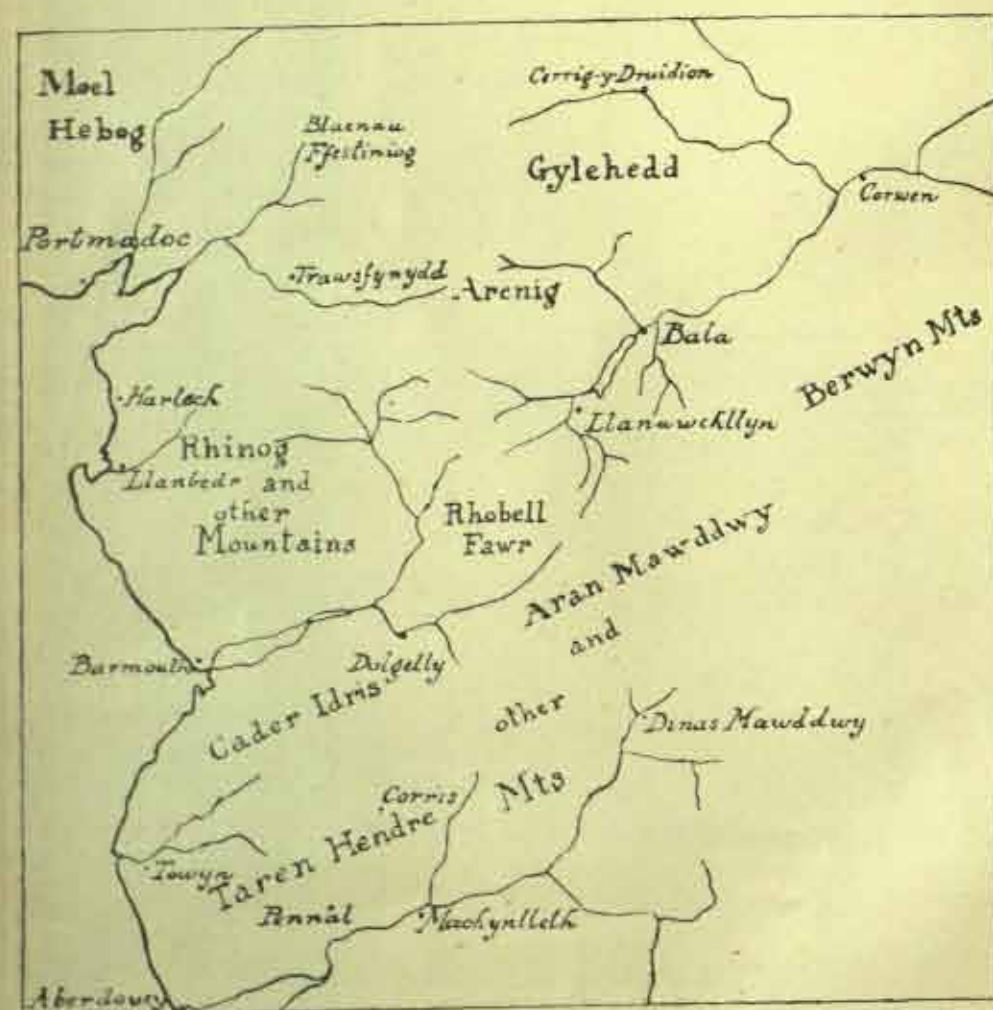 Moel
Hebog
Cerrig-y-Druidion
Blaenau
Ffestiniog
Gylehedd
Corwen
Portmadoc
Trawsfynydd
Arenig
Bala
Berwyn Mts
Harlech
Llanuwchllyn
Rhinog
Llanbedr and
other
Mountains
Rhobell
Fawr
Aran Mawddwy
and
other
Mts
Barmouth
Dolgelly
Cader Idris
Dinas Mawddwy
Corris
Towyn
Taren Hendre
Pennal
Machynlleth
Aberdovey